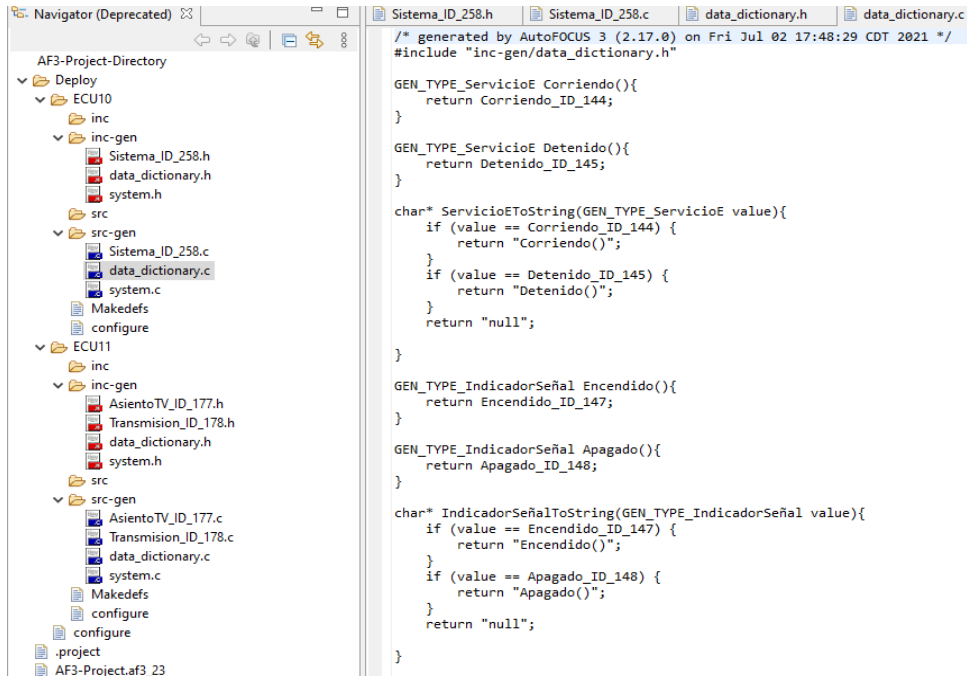 Navigator (Deprecated)
AF3-Project-Directory
Deploy
ECU10
inc
inc-gen
Sistema_ID_258.h
data_dictionary.h
system.h
src
src-gen
Sistema_ID_258.c
data_dictionary.c
system.c
Makedefs
configure
ECU11
inc
inc-gen
AsientoTV_ID_177.h
Transmision_ID_178.h
data_dictionary.h
system.h
src
src-gen
AsientoTV_ID_177.c
Transmision_ID_178.c
data_dictionary.c
system.c
Makedefs
configure
configure
.project
AF3-Project.af3_23
Sistema_ID_258.h
Sistema_ID_258.c
data_dictionary.h
data_dictionary.c
/* generated by AutoFOCUS 3 (2.17.0) on Fri Jul 02 17:48:29 CDT 2021 */
#include "inc-gen/data_dictionary.h"
GEN_TYPE_ServicioE Corriendo(){
return Corriendo_ID_144;
}
GEN_TYPE_ServicioE Detenido(){
return Detenido_ID_145;
}
char* ServicioEToString(GEN_TYPE_ServicioE value){
if (value == Corriendo_ID_144) {
return "Corriendo()";
}
if (value == Detenido_ID_145) {
return "Detenido()";
}
return "null";
}
GEN_TYPE_IndicadorSeñal Encendido(){
return Encendido_ID_147;
}
GEN_TYPE_IndicadorSeñal Apagado(){
return Apagado_ID_148;
}
char* IndicadorSeñalToString(GEN_TYPE_IndicadorSeñal value){
if (value == Encendido_ID_147) {
return "Encendido()";
}
if (value == Apagado_ID_148) {
return "Apagado()";
}
return "null";
}